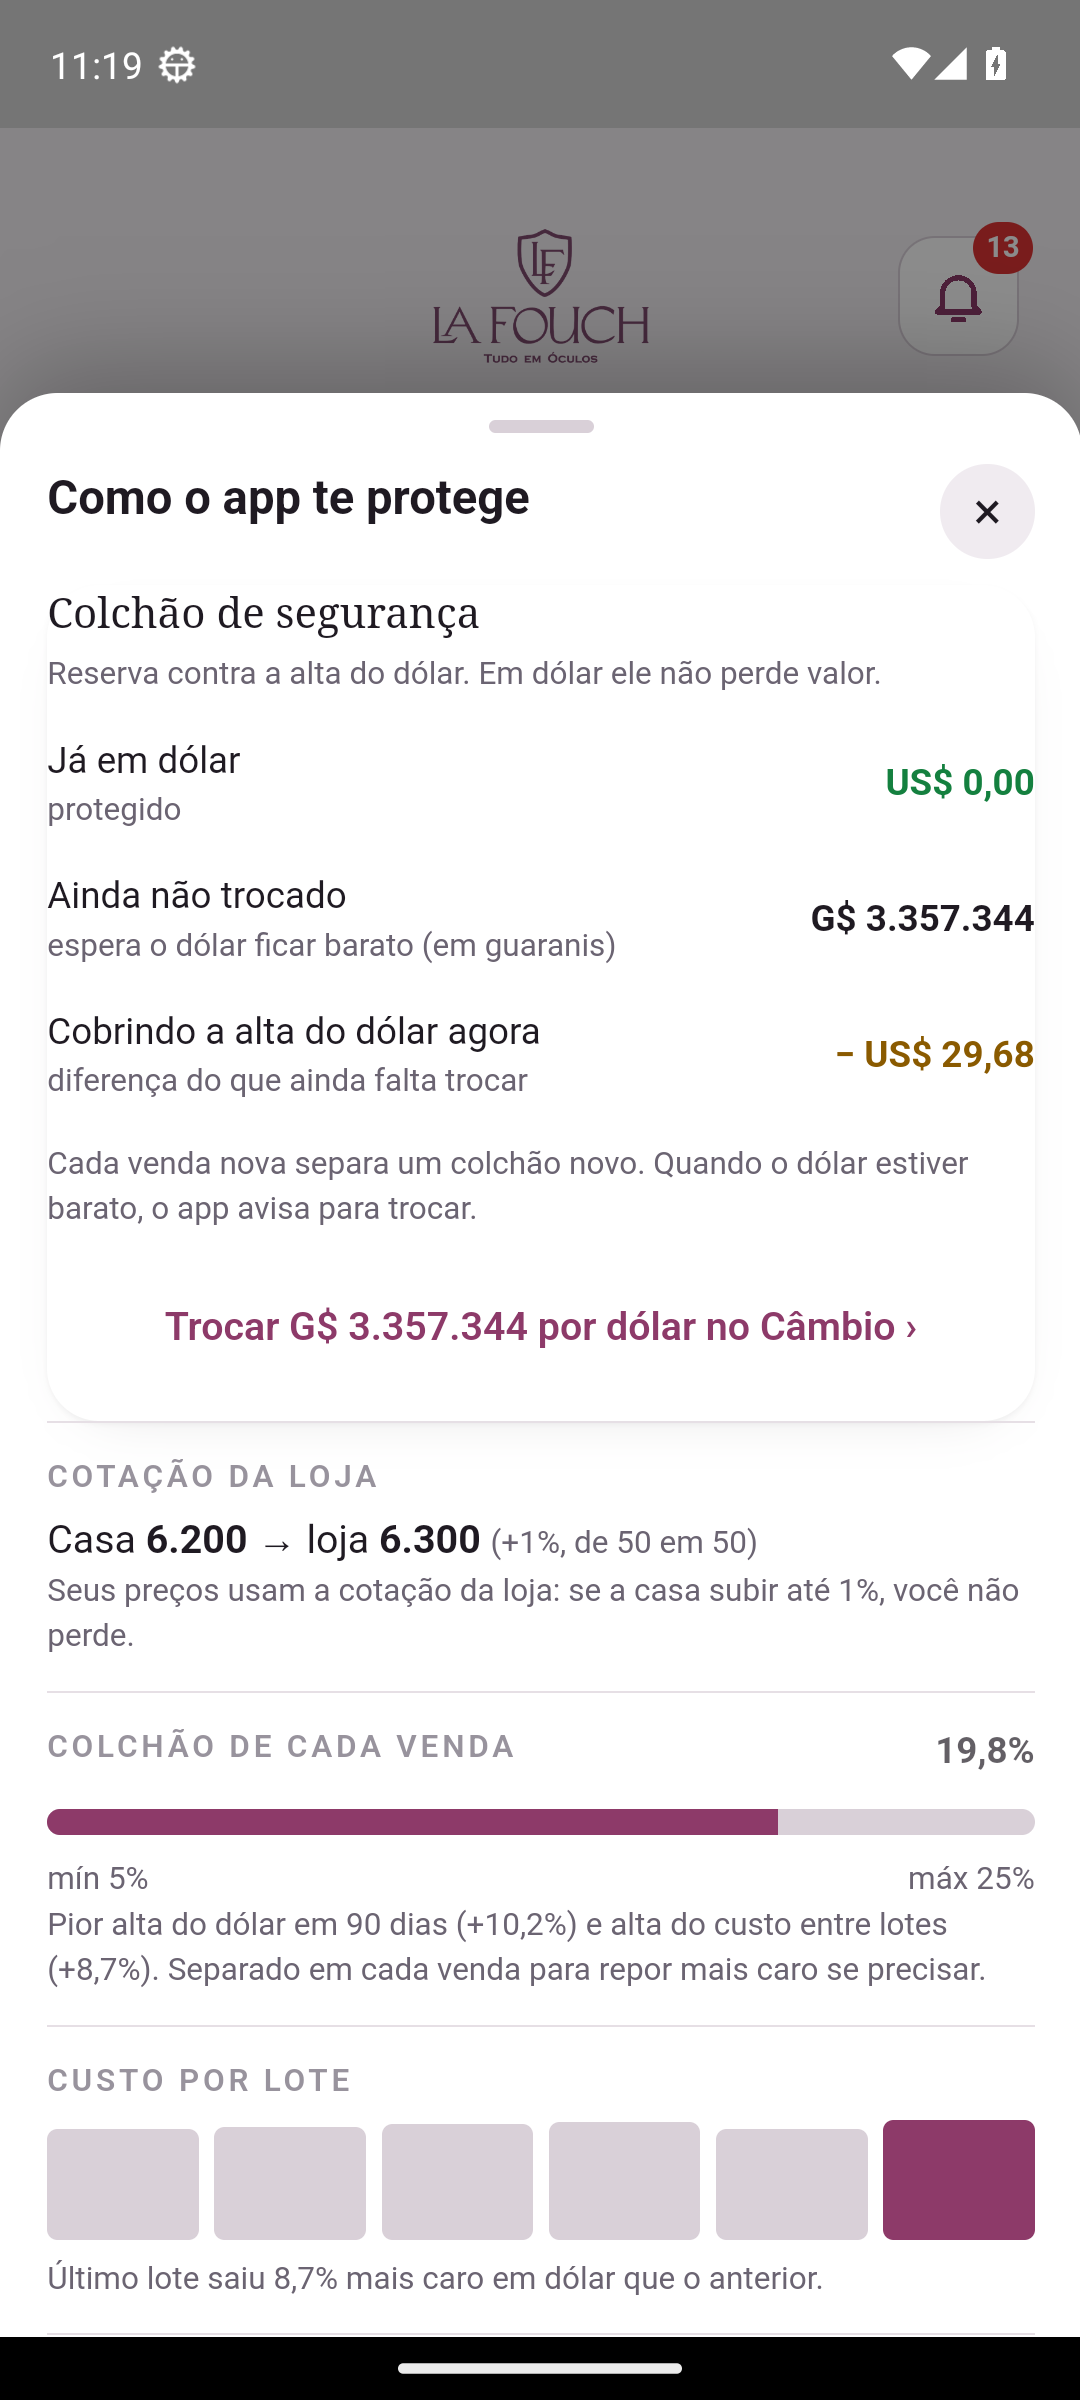 11:19
13
LF
LA FOUCH
TUDO EM ÓCULOS
Como o app te protege
×
Colchão de segurança
Reserva contra a alta do dólar. Em dólar ele não perde valor.
Já em dólar
protegido
US$ 0,00
Ainda não trocado
espera o dólar ficar barato (em guaranis)
G$ 3.357.344
Cobrindo a alta do dólar agora
diferença do que ainda falta trocar
− US$ 29,68
Cada venda nova separa um colchão novo. Quando o dólar estiver
barato, o app avisa para trocar.
Trocar G$ 3.357.344 por dólar no Câmbio ›
COTAÇÃO DA LOJA
Casa 6.200 → loja 6.300 (+1%, de 50 em 50)
Seus preços usam a cotação da loja: se a casa subir até 1%, você não
perde.
COLCHÃO DE CADA VENDA
19,8%
mín 5%
máx 25%
Pior alta do dólar em 90 dias (+10,2%) e alta do custo entre lotes
(+8,7%). Separado em cada venda para repor mais caro se precisar.
CUSTO POR LOTE
Último lote saiu 8,7% mais caro em dólar que o anterior.